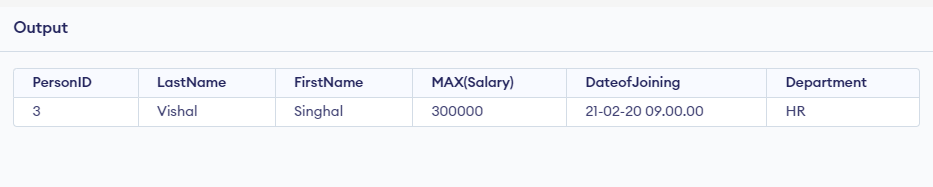 Output
PersonID LastName FirstName MAX(Salary) DateofJoining Department
3 Vishal Singhal 300000 21-02-20 09.00.00 HR